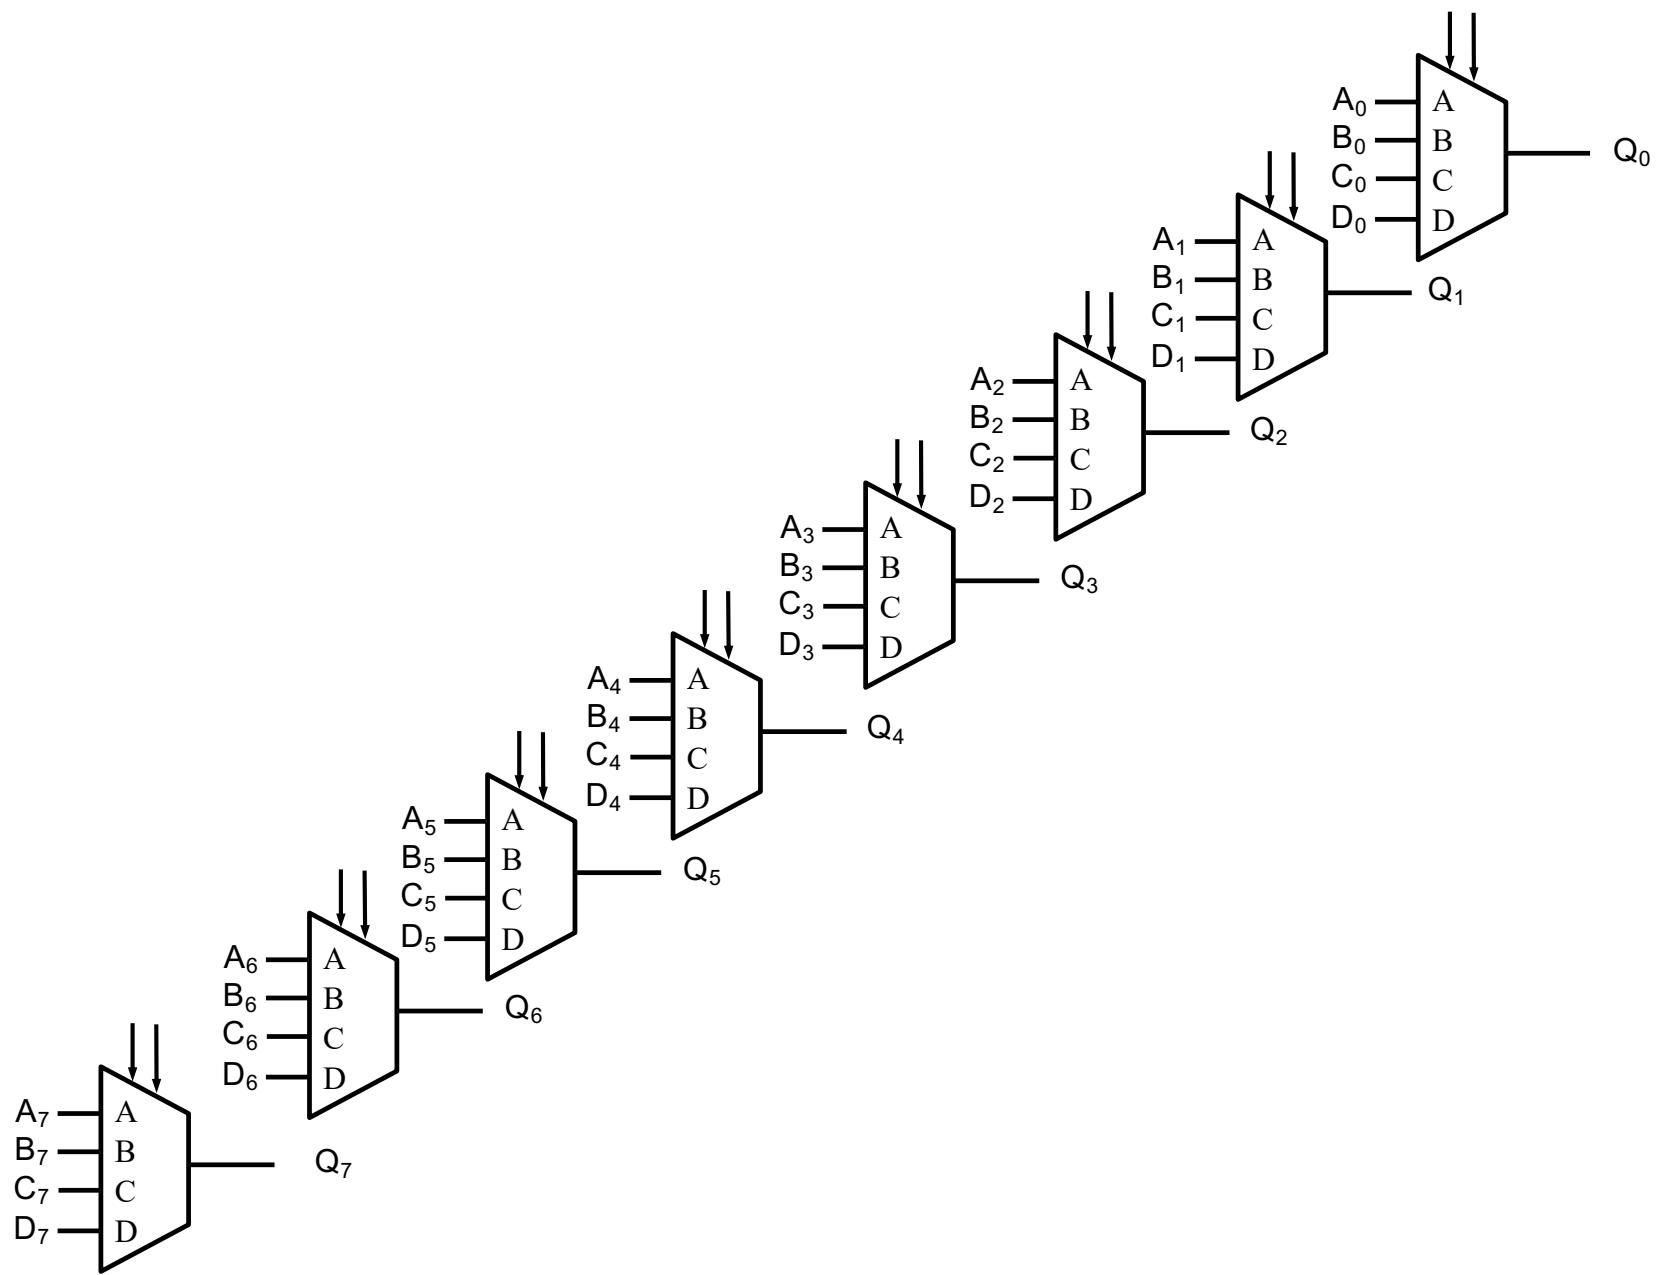 A0 A
B0 B Q0
C0 C
D0 D
A1 A
B1 B Q1
C1 C
D1 D
A2 A
B2 B Q2
C2 C
D2 D
A3 A
B3 B Q3
C3 C
D3 D
A4 A
B4 B Q4
C4 C
D4 D
A5 A
B5 B Q5
C5 C
D5 D
A6 A
B6 B Q6
C6 C
D6 D
A7 A
B7 B Q7
C7 C
D7 D